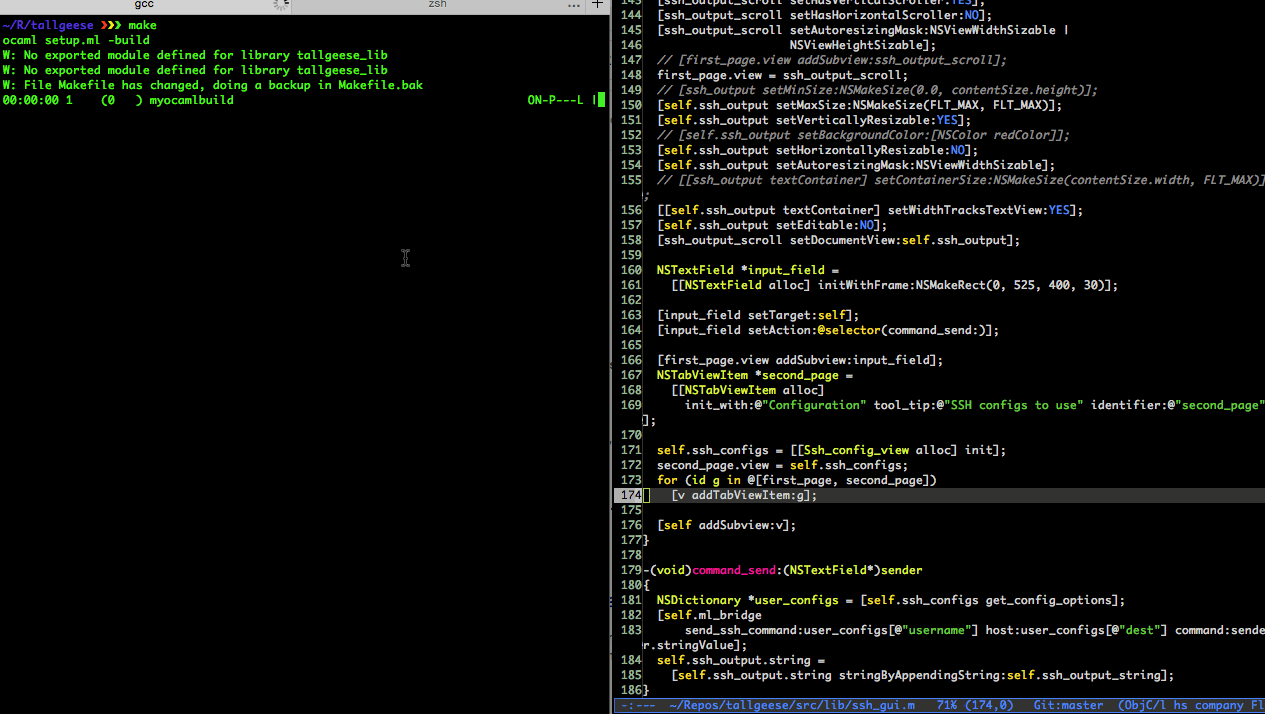 gcc
zsh
... +
~/R/tallgeese ❯❯❯ make
ocaml setup.ml -build
W: No exported module defined for library tallgeese_lib
W: No exported module defined for library tallgeese_lib
W: File Makefile has changed, doing a backup in Makefile.bak
00:00:00 1    (0   ) myocamlbuild                                          ON-P---L |
143  [ssh_output_scroll setHasVerticalScroller:YES];
144  [ssh_output_scroll setHasHorizontalScroller:NO];
145  [ssh_output_scroll setAutoresizingMask:NSViewWidthSizable |
146                    NSViewHeightSizable];
147  // [first_page.view addSubview:ssh_output_scroll];
148  first_page.view = ssh_output_scroll;
149  // [ssh_output setMinSize:NSMakeSize(0.0, contentSize.height)];
150  [self.ssh_output setMaxSize:NSMakeSize(FLT_MAX, FLT_MAX)];
151  [self.ssh_output setVerticallyResizable:YES];
152  // [self.ssh_output setBackgroundColor:[NSColor redColor]];
153  [self.ssh_output setHorizontallyResizable:NO];
154  [self.ssh_output setAutoresizingMask:NSViewWidthSizable];
155  // [[ssh_output textContainer] setContainerSize:NSMakeSize(contentSize.width, FLT_MAX)]
;
156  [[self.ssh_output textContainer] setWidthTracksTextView:YES];
157  [self.ssh_output setEditable:NO];
158  [ssh_output_scroll setDocumentView:self.ssh_output];
159
160  NSTextField *input_field =
161    [[NSTextField alloc] initWithFrame:NSMakeRect(0, 525, 400, 30)];
162
163  [input_field setTarget:self];
164  [input_field setAction:@selector(command_send:)];
165
166  [first_page.view addSubview:input_field];
167  NSTabViewItem *second_page =
168    [[NSTabViewItem alloc]
169      init_with:@"Configuration" tool_tip:@"SSH configs to use" identifier:@"second_page"
];
170
171  self.ssh_configs = [[Ssh_config_view alloc] init];
172  second_page.view = self.ssh_configs;
173  for (id g in @[first_page, second_page])
174    [v addTabViewItem:g];
175
176  [self addSubview:v];
177}
178
179-(void)command_send:(NSTextField*)sender
180{
181  NSDictionary *user_configs = [self.ssh_configs get_config_options];
182  [self.ml_bridge
183      send_ssh_command:user_configs[@"username"] host:user_configs[@"dest"] command:sende
r.stringValue];
184  self.ssh_output.string =
185    [self.ssh_output.string stringByAppendingString:self.ssh_output_string];
186}
-:---  ~/Repos/tallgeese/src/lib/ssh_gui.m   71% (174,0)   Git:master  (ObjC/l hs company Fl